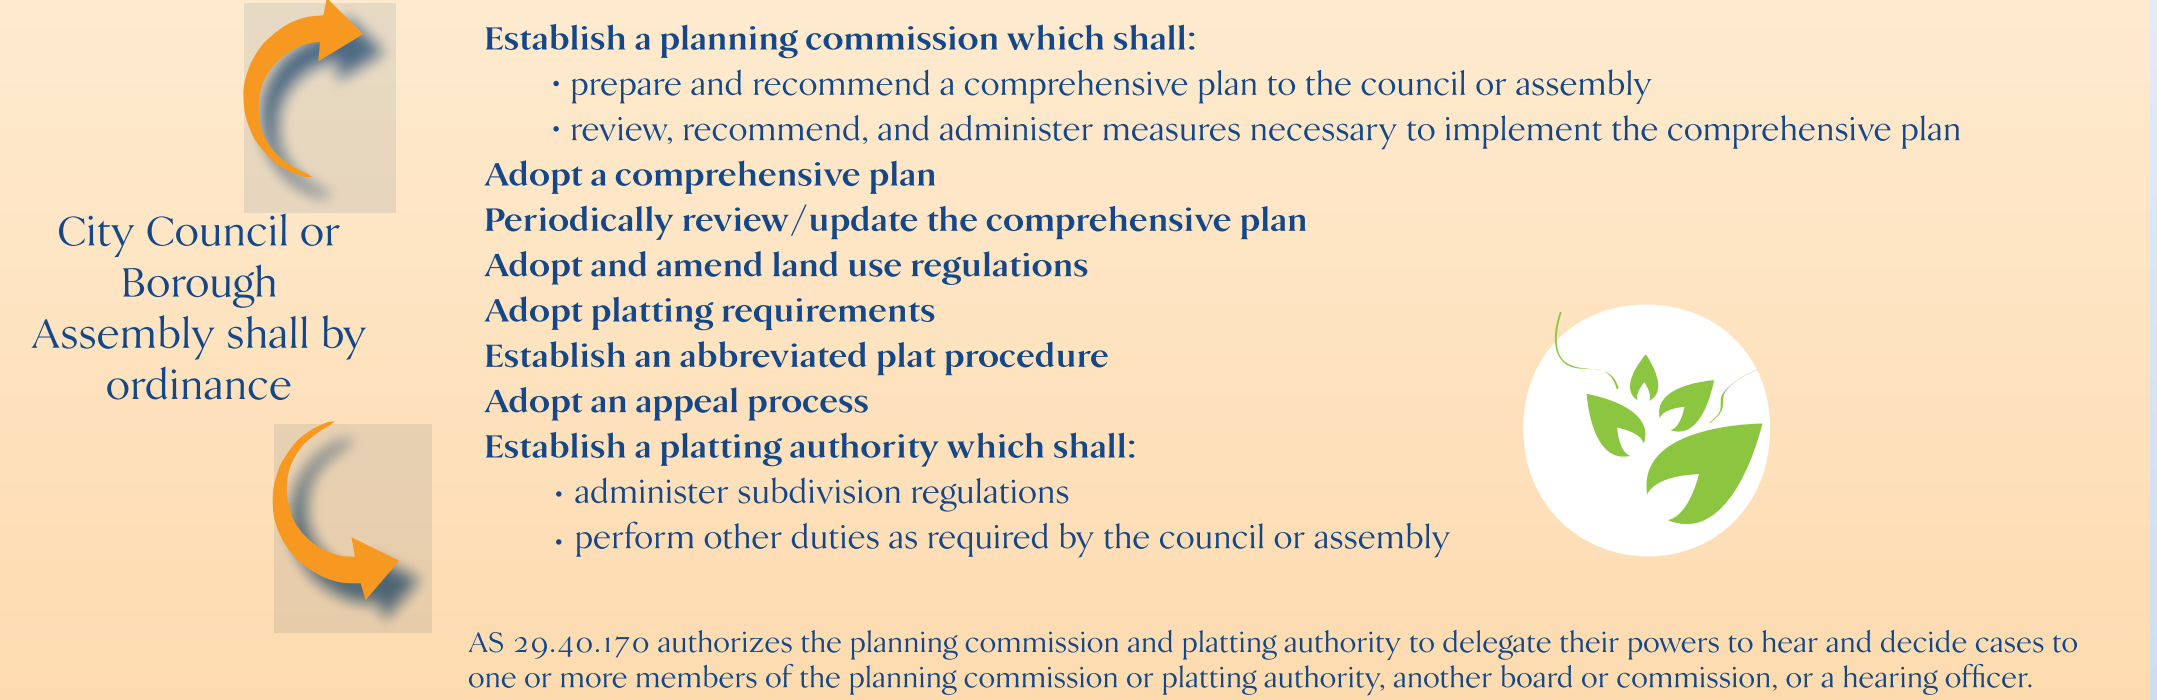 City Council or
Borough
Assembly shall by
ordinance
Establish a planning commission which shall:
• prepare and recommend a comprehensive plan to the council or assembly
• review, recommend, and administer measures necessary to implement the comprehensive plan
Adopt a comprehensive plan
Periodically review/update the comprehensive plan
Adopt and amend land use regulations
Adopt platting requirements
Establish an abbreviated plat procedure
Adopt an appeal process
Establish a platting authority which shall:
• administer subdivision regulations
• perform other duties as required by the council or assembly
AS 29.40.170 authorizes the planning commission and platting authority to delegate their powers to hear and decide cases to
one or more members of the planning commission or platting authority, another board or commission, or a hearing officer.